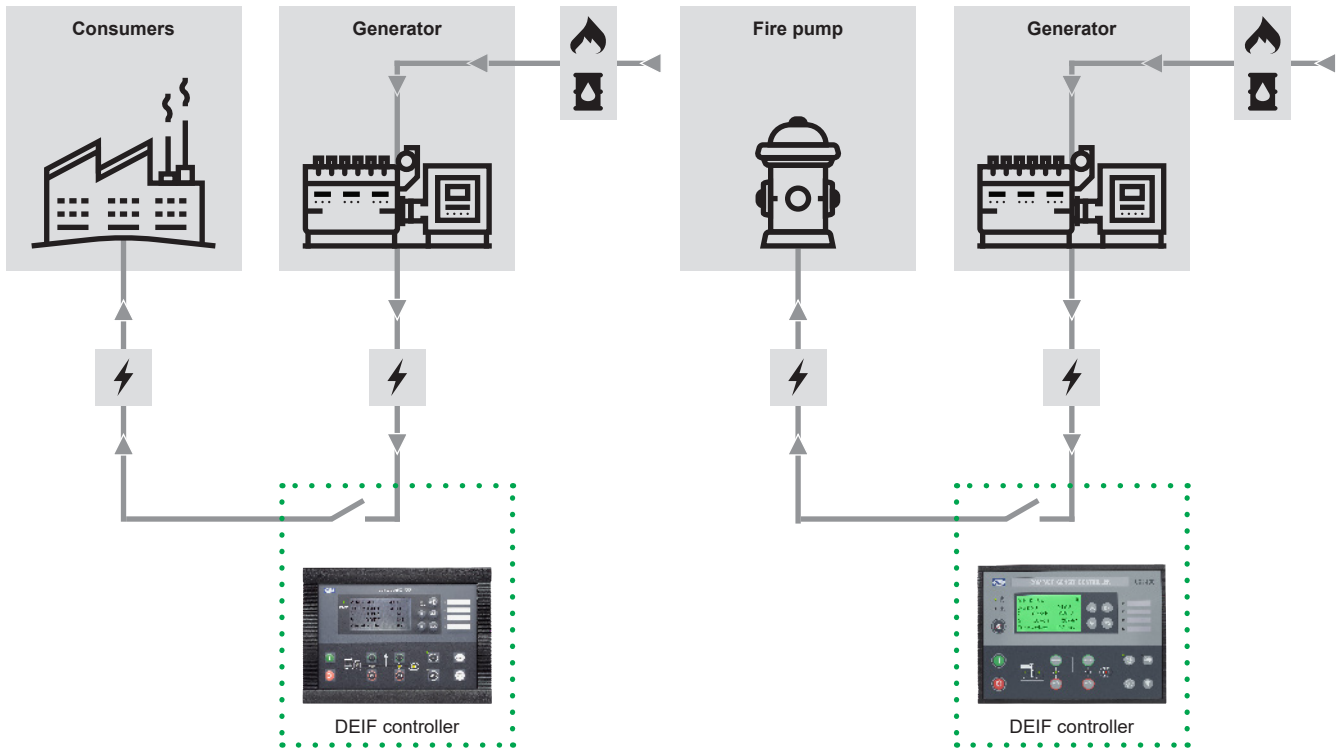 Consumers
Generator
Fire pump
Generator
DEIF controller
DEIF controller